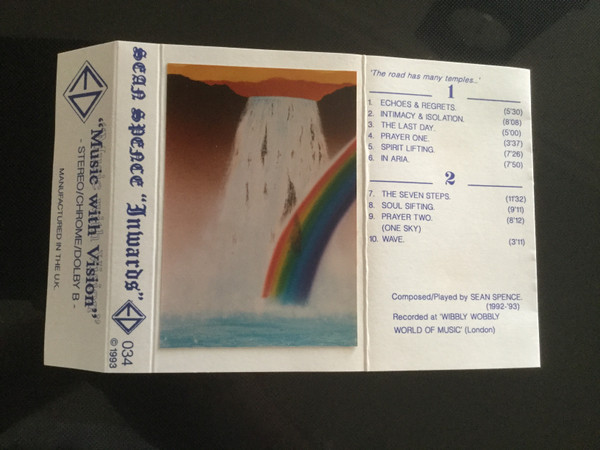 "Music with Vision"
- STEREO/CHROME/DOLBY B -
MANUFACTURED IN THE U.K.
SEAN SPENCE "Inwards"
034
© 1993
'The road has many temples...'
1
1. ECHOES & REGRETS. (5'30)
2. INTIMACY & ISOLATION. (8'08)
3. THE LAST DAY. (5'00)
4. PRAYER ONE. (3'37)
5. SPIRIT LIFTING. (7'26)
6. IN ARIA. (7'50)
2
7. THE SEVEN STEPS. (11'32)
8. SOUL SIFTING. (9'11)
9. PRAYER TWO. (8'12)
(ONE SKY)
10. WAVE. (3'11)
Composed/Played by SEAN SPENCE.
(1992-'93)
Recorded at 'WIBBLY WOBBLY
WORLD OF MUSIC' (London)